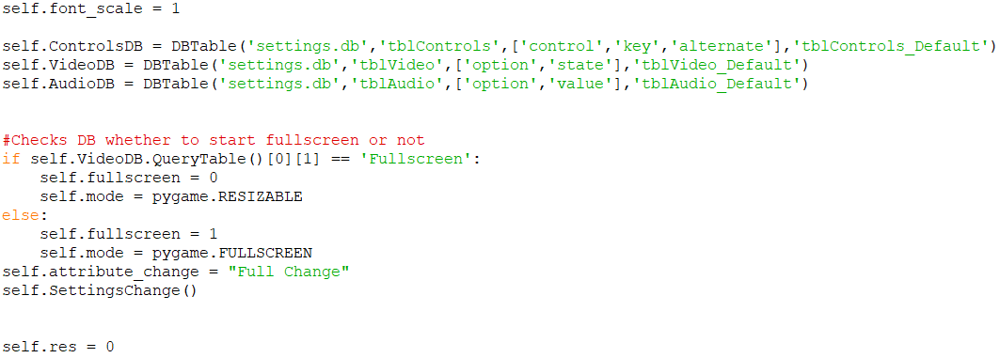 self.font_scale = 1
self.ControlsDB = DBTable('settings.db','tblControls',['control','key','alternate'],'tblControls_Default')
self.VideoDB = DBTable('settings.db','tblVideo',['option','state'],'tblVideo_Default')
self.AudioDB = DBTable('settings.db','tblAudio',['option','value'],'tblAudio_Default')
#Checks DB whether to start fullscreen or not
if self.VideoDB.QueryTable()[0][1] == 'Fullscreen':
    self.fullscreen = 0
    self.mode = pygame.RESIZABLE
else:
    self.fullscreen = 1
    self.mode = pygame.FULLSCREEN
self.attribute_change = "Full Change"
self.SettingsChange()
self.res = 0